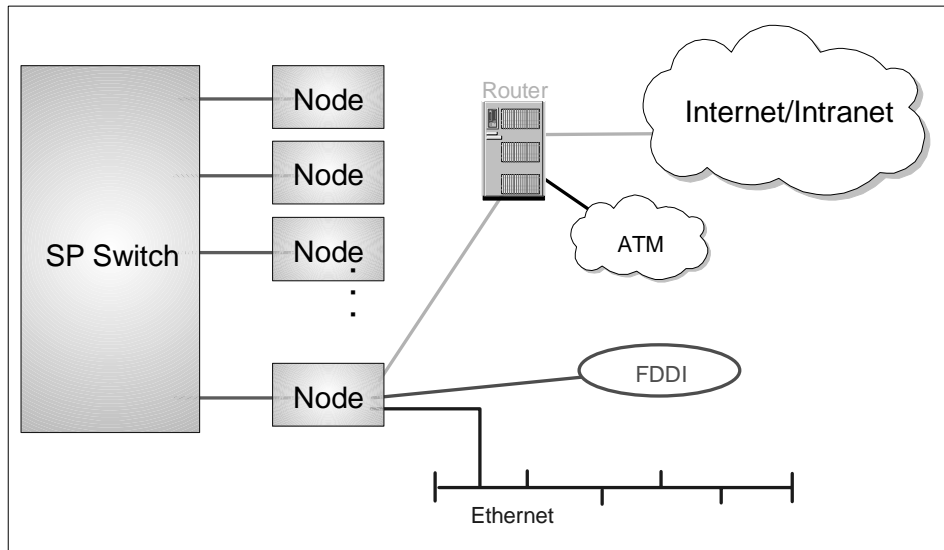 Node
Router
Internet/Intranet
Node
Node
SP Switch
ATM
Node
FDDI
Ethernet